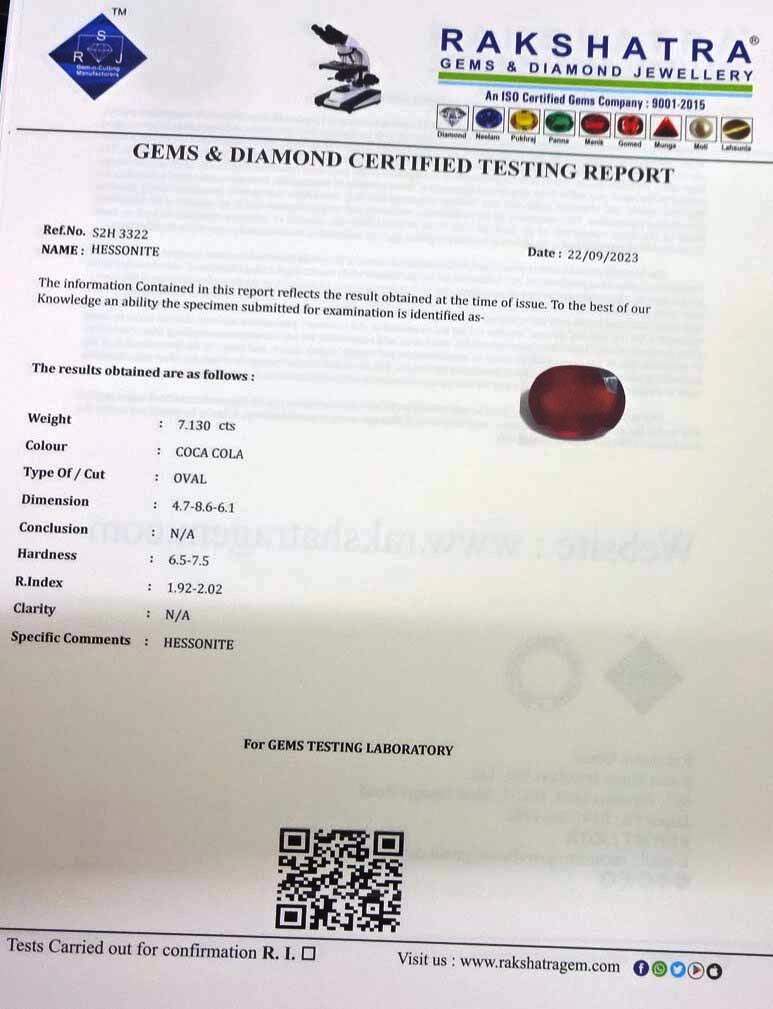 TM
S
R J
Gem-n-Cutting
Manufacturers
RAKSHATRA®
GEMS & DIAMOND JEWELLERY
An ISO Certified Gems Company : 9001-2015
Diamond Neelam Pukhraj Panna Manik Gomed Munga Moti Lahsunia
GEMS & DIAMOND CERTIFIED TESTING REPORT
Ref.No. S2H 3322
NAME : HESSONITE
Date : 22/09/2023
The information Contained in this report reflects the result obtained at the time of issue. To the best of our
Knowledge an ability the specimen submitted for examination is identified as-
The results obtained are as follows :
Weight : 7.130 cts
Colour : COCA COLA
Type Of / Cut : OVAL
Dimension : 4.7-8.6-6.1
Conclusion : N/A
Hardness : 6.5-7.5
R.Index : 1.92-2.02
Clarity : N/A
Specific Comments : HESSONITE
Website : www.rakshatragem.com
For GEMS TESTING LABORATORY
Tests Carried out for confirmation R. I. ☐
Visit us : www.rakshatragem.com